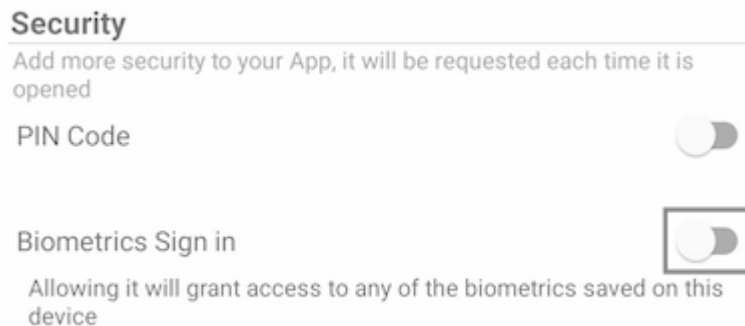 Security
Add more security to your App, it will be requested each time it is
opened
PIN Code
Biometrics Sign in
Allowing it will grant access to any of the biometrics saved on this
device